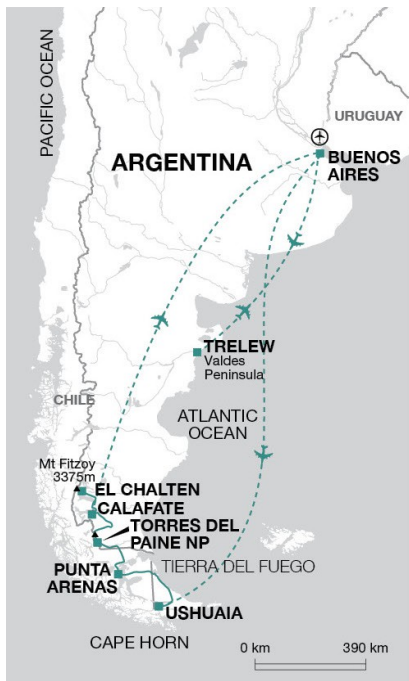 PACIFIC OCEAN
URUGUAY
BUENOS
AIRES
ARGENTINA
TRELEW
Valdes
Peninsula
CHILE
ATLANTIC
OCEAN
Mt Fitzoy
3375m
EL CHALTEN
CALAFATE
TORRES DEL
PAINE NP
PUNTA
ARENAS
TIERRA DEL FUEGO
USHUAIA
CAPE HORN
0 km
390 km